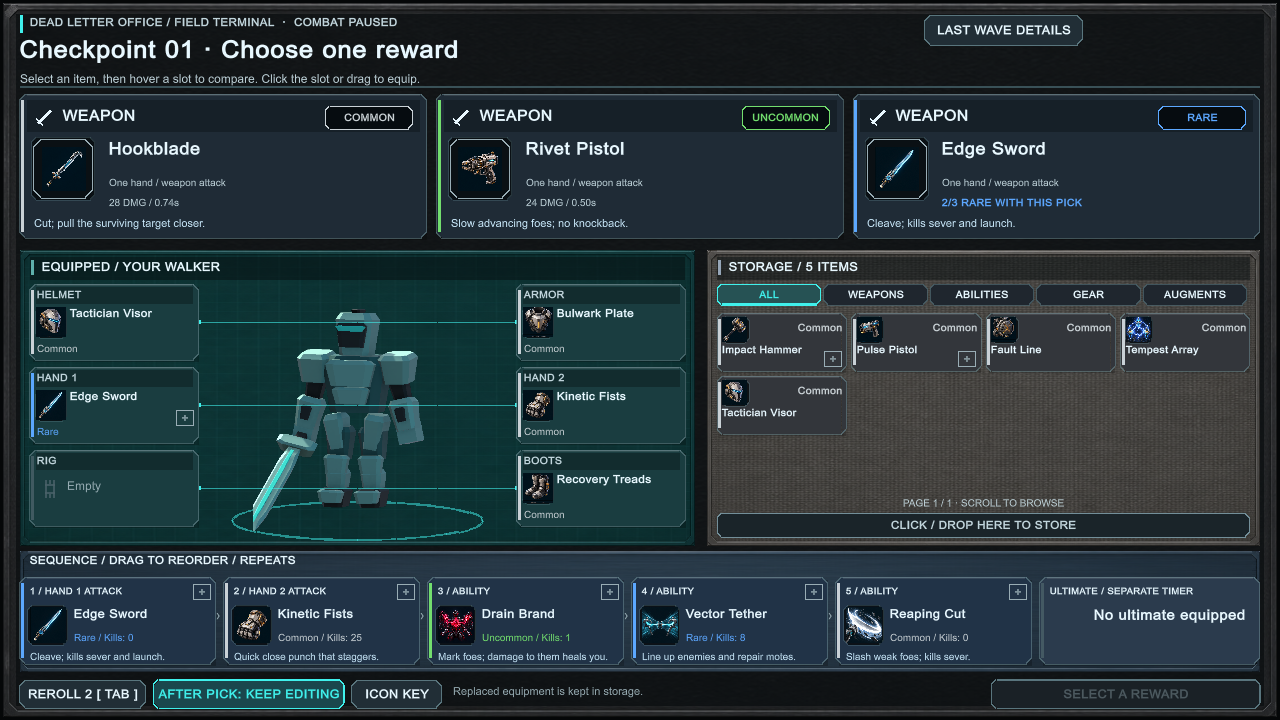 DEAD LETTER OFFICE / FIELD TERMINAL · COMBAT PAUSED
Checkpoint 01 · Choose one reward
Select an item, then hover a slot to compare. Click the slot or drag to equip.
LAST WAVE DETAILS
WEAPON
COMMON
Hookblade
One hand / weapon attack
28 DMG / 0.74s
Cut; pull the surviving target closer.
WEAPON
UNCOMMON
Rivet Pistol
One hand / weapon attack
24 DMG / 0.50s
Slow advancing foes; no knockback.
WEAPON
RARE
Edge Sword
One hand / weapon attack
2/3 RARE WITH THIS PICK
Cleave; kills sever and launch.
EQUIPPED / YOUR WALKER
HELMET
Tactician Visor
Common
HAND 1
Edge Sword
+
Rare
RIG
Empty
ARMOR
Bulwark Plate
Common
HAND 2
Kinetic Fists
Common
BOOTS
Recovery Treads
Common
STORAGE / 5 ITEMS
ALL
WEAPONS
ABILITIES
GEAR
AUGMENTS
Common
Impact Hammer
+
Common
Pulse Pistol
+
Common
Fault Line
Common
Tempest Array
Common
Tactician Visor
PAGE 1 / 1 · SCROLL TO BROWSE
CLICK / DROP HERE TO STORE
SEQUENCE / DRAG TO REORDER / REPEATS
1 / HAND 1 ATTACK
+
Edge Sword
Rare / Kills: 0
Cleave; kills sever and launch.
2 / HAND 2 ATTACK
+
Kinetic Fists
Common / Kills: 25
Quick close punch that staggers.
3 / ABILITY
+
Drain Brand
Uncommon / Kills: 1
Mark foes; damage to them heals you.
4 / ABILITY
+
Vector Tether
Rare / Kills: 8
Line up enemies and repair motes.
5 / ABILITY
+
Reaping Cut
Common / Kills: 0
Slash weak foes; kills sever.
ULTIMATE / SEPARATE TIMER
No ultimate equipped
REROLL 2 [ TAB ]
AFTER PICK: KEEP EDITING
ICON KEY
Replaced equipment is kept in storage.
SELECT A REWARD